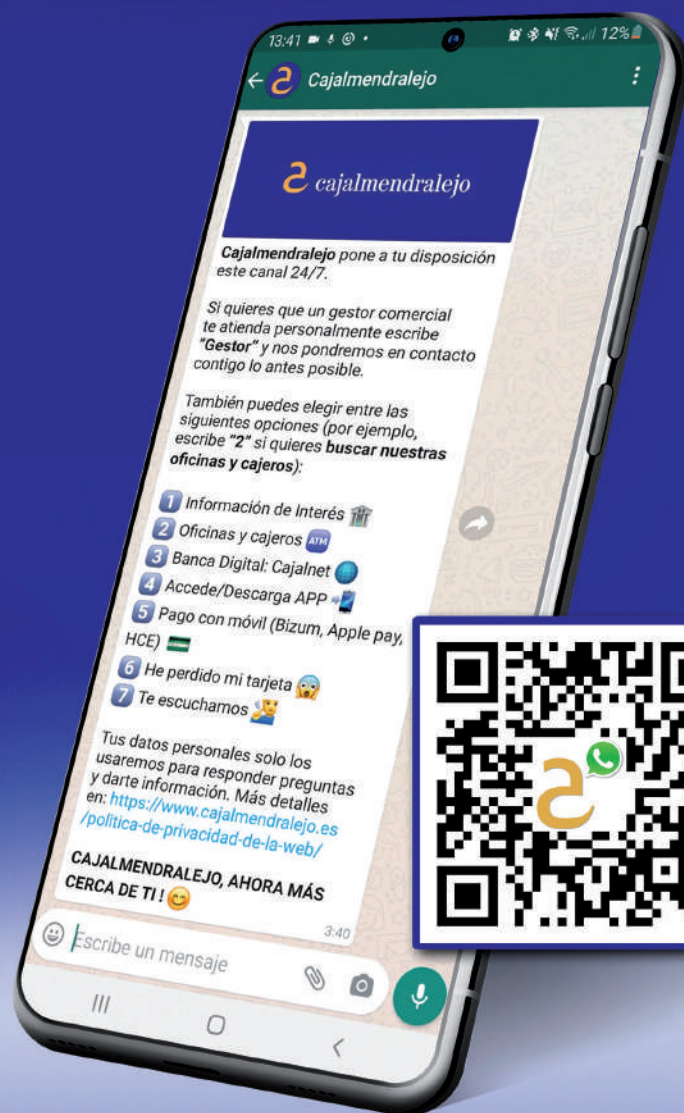 13:41
12%
Cajalmendralejo
cajalmendralejo
Cajalmendralejo pone a tu disposición
este canal 24/7.
Si quieres que un gestor comercial
te atienda personalmente escribe
"Gestor" y nos pondremos en contacto
contigo lo antes posible.
También puedes elegir entre las
siguientes opciones (por ejemplo,
escribe "2" si quieres buscar nuestras
oficinas y cajeros):
1 Información de Interés
2 Oficinas y cajeros ATM
3 Banca Digital: Cajalnet
4 Accede/Descarga APP
5 Pago con móvil (Bizum, Apple pay,
HCE)
6 He perdido mi tarjeta
7 Te escuchamos
Tus datos personales solo los
usaremos para responder preguntas
y darte información. Más detalles
en: https://www.cajalmendralejo.es
/politica-de-privacidad-de-la-web/
CAJALMENDRALEJO, AHORA MÁS
CERCA DE TI !
3:40
Escribe un mensaje